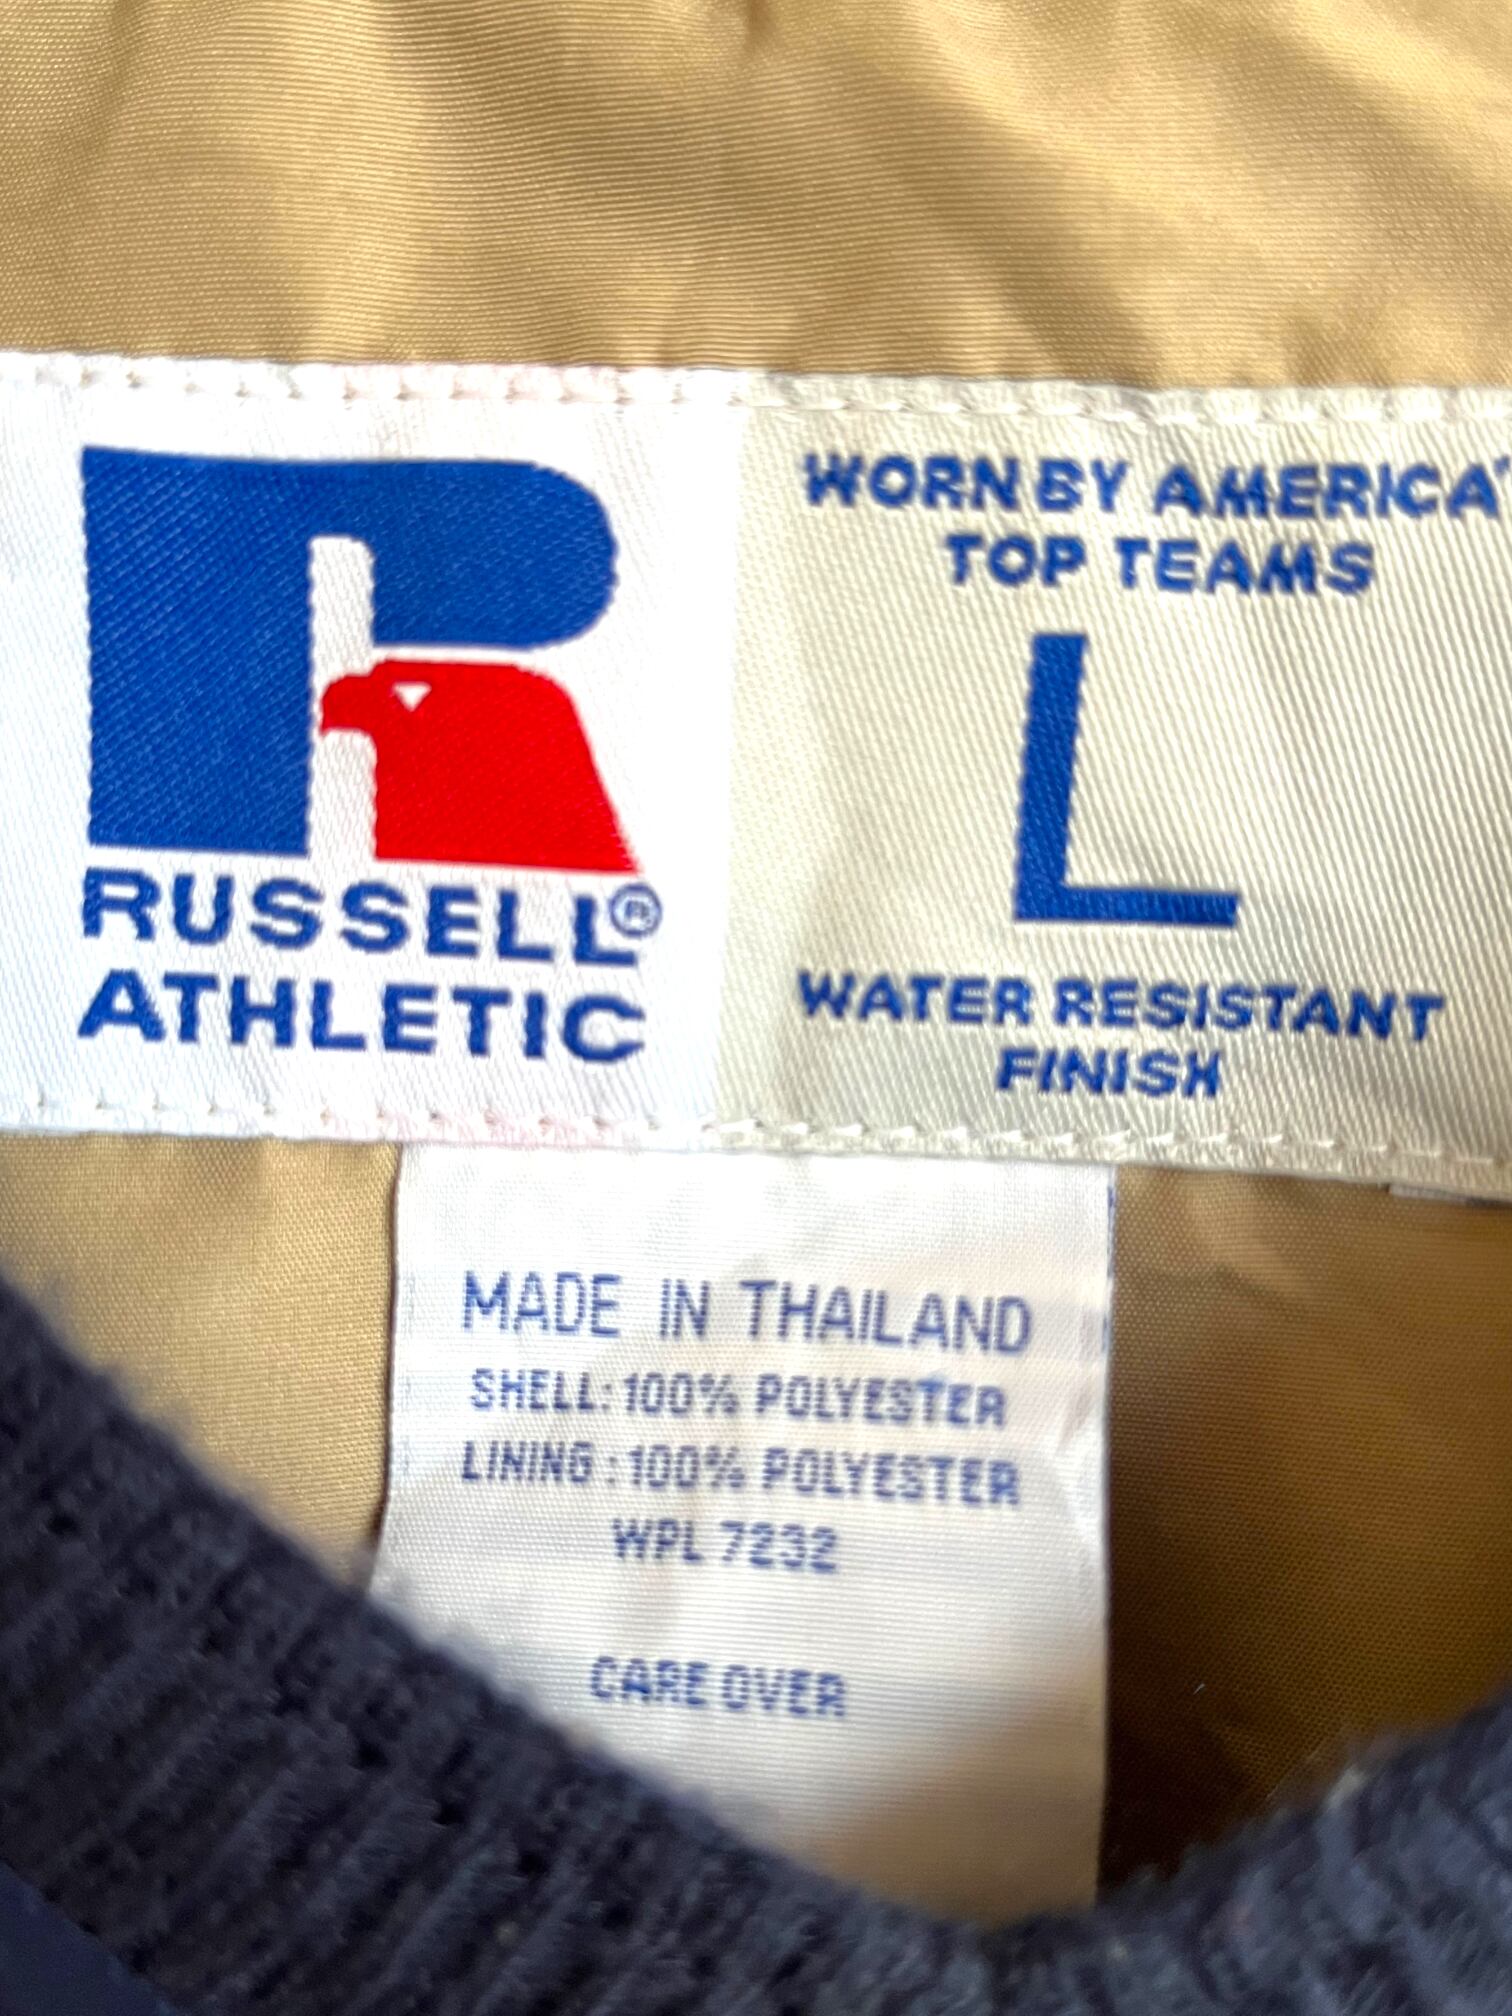 RUSSELL®
ATHLETIC
WORN BY AMERICA'
TOP TEAMS
L
WATER RESISTANT
FINISH
MADE IN THAILAND
SHELL: 100% POLYESTER
LINING: 100% POLYESTER
WPL 7232
CARE OVER